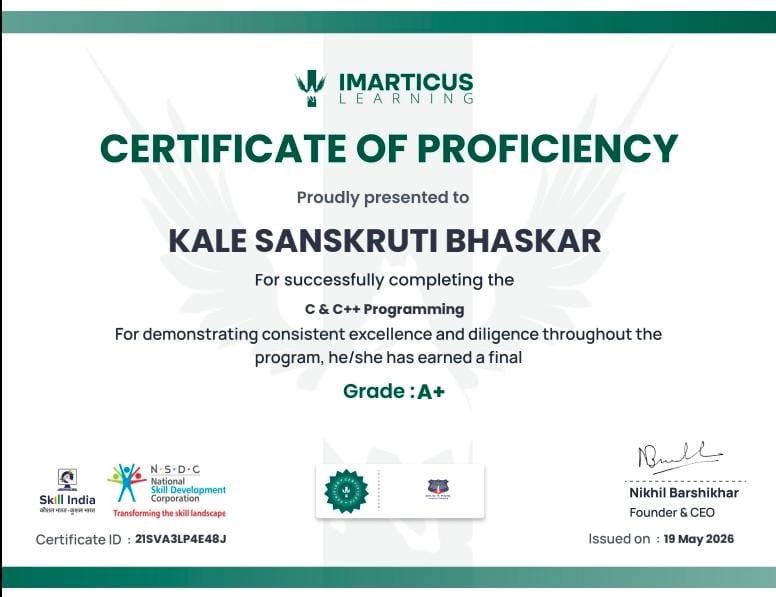 IMARTICUS
LEARNING
CERTIFICATE OF PROFICIENCY
Proudly presented to
KALE SANSKRUTI BHASKAR
For successfully completing the
C & C++ Programming
For demonstrating consistent excellence and diligence throughout the
program, he/she has earned a final
Grade : A+
Skill India
कौशल भारत-कुशल भारत
N·S·D·C
National
Skill Development
Corporation
Transforming the skill landscape
Nikhil Barshikhar
Founder & CEO
Certificate ID : 21SVA3LP4E48J
Issued on : 19 May 2026